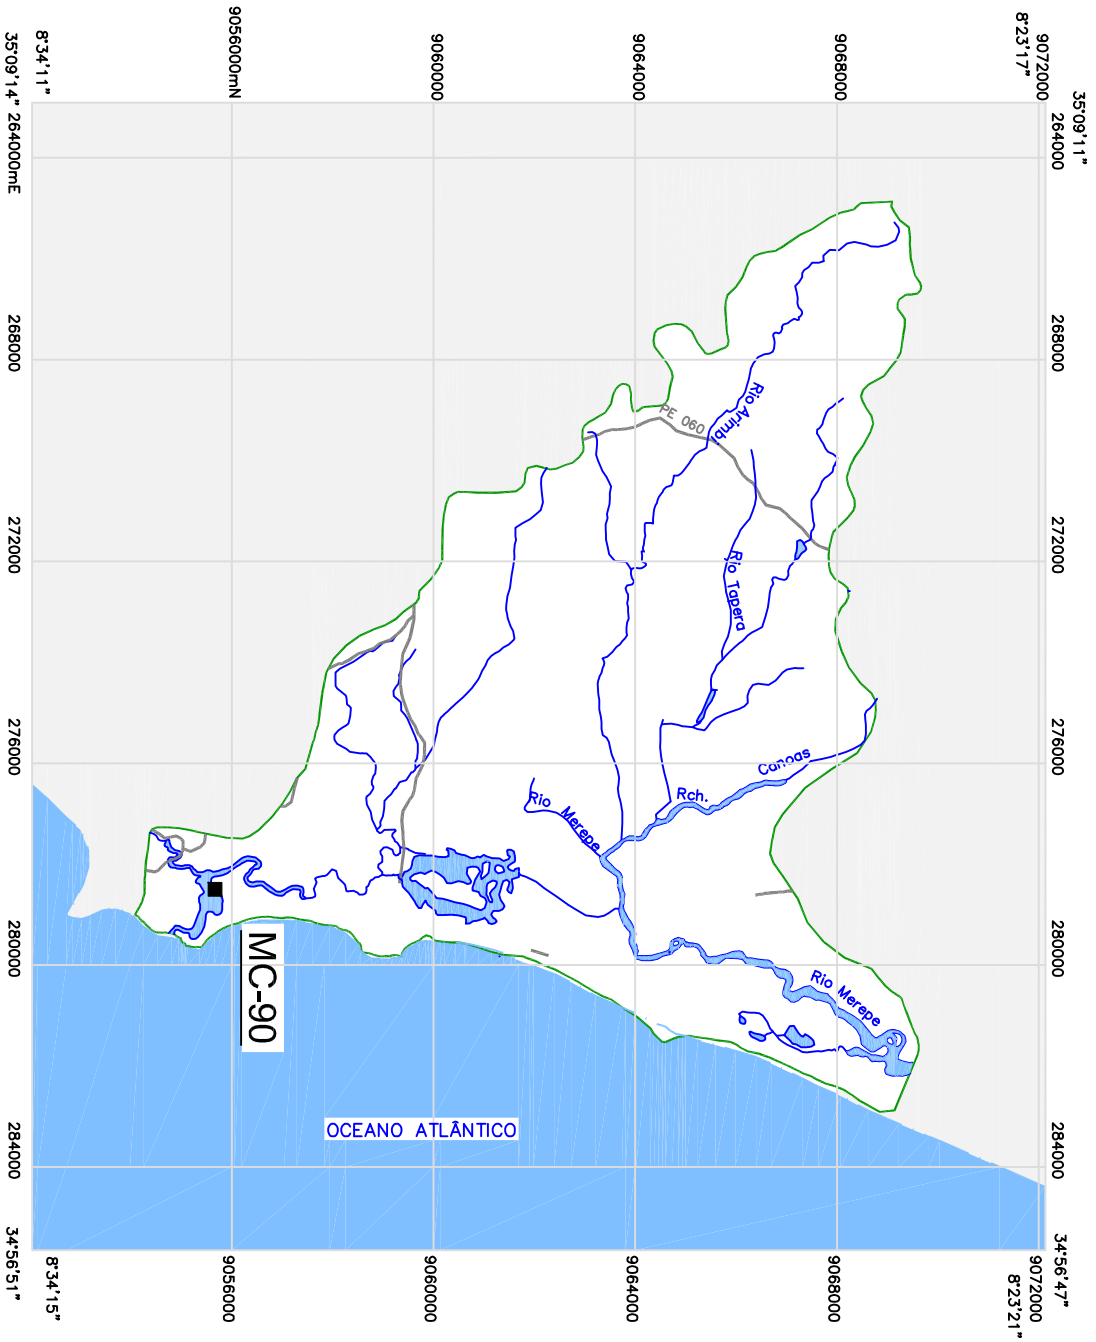 9056000mN
9060000
9064000
9068000
9072000
8°34'11"
8°23'17"
35°09'14"
264000mE
35°09'11"
264000
268000
268000
PE 060
Rio Arimbi
272000
272000
Rio Tapera
276000
276000
Canoas
Rch.
Rio Merepe
280000
280000
MC-90
Rio Merepe
OCEANO ATLÂNTICO
284000
284000
34°56'51"
34°56'47"
8°34'15"
8°23'21"
9056000
9060000
9064000
9068000
9072000